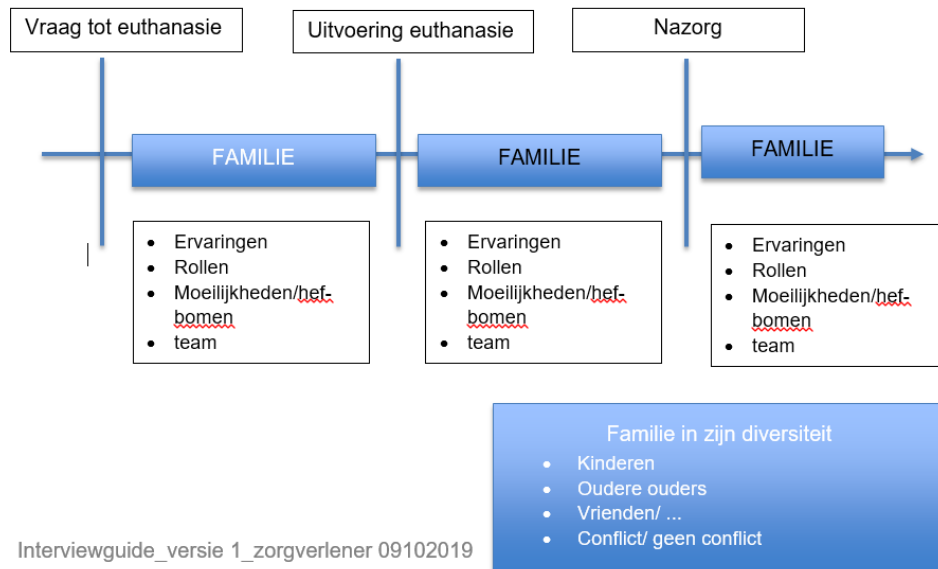 Vraag tot euthanasie
Uitvoering euthanasie
Nazorg
FAMILIE
FAMILIE
FAMILIE
• Ervaringen
• Rollen
• Moeilijkheden/hef-
bomen
• team
• Ervaringen
• Rollen
• Moeilijkheden/hef-
bomen
• team
• Ervaringen
• Rollen
• Moeilijkheden/hef-
bomen
• team
Familie in zijn diversiteit
• Kinderen
• Oudere ouders
• Vrienden/ ...
• Conflict/ geen conflict
Interviewguide_versie 1_zorgverlener 09102019